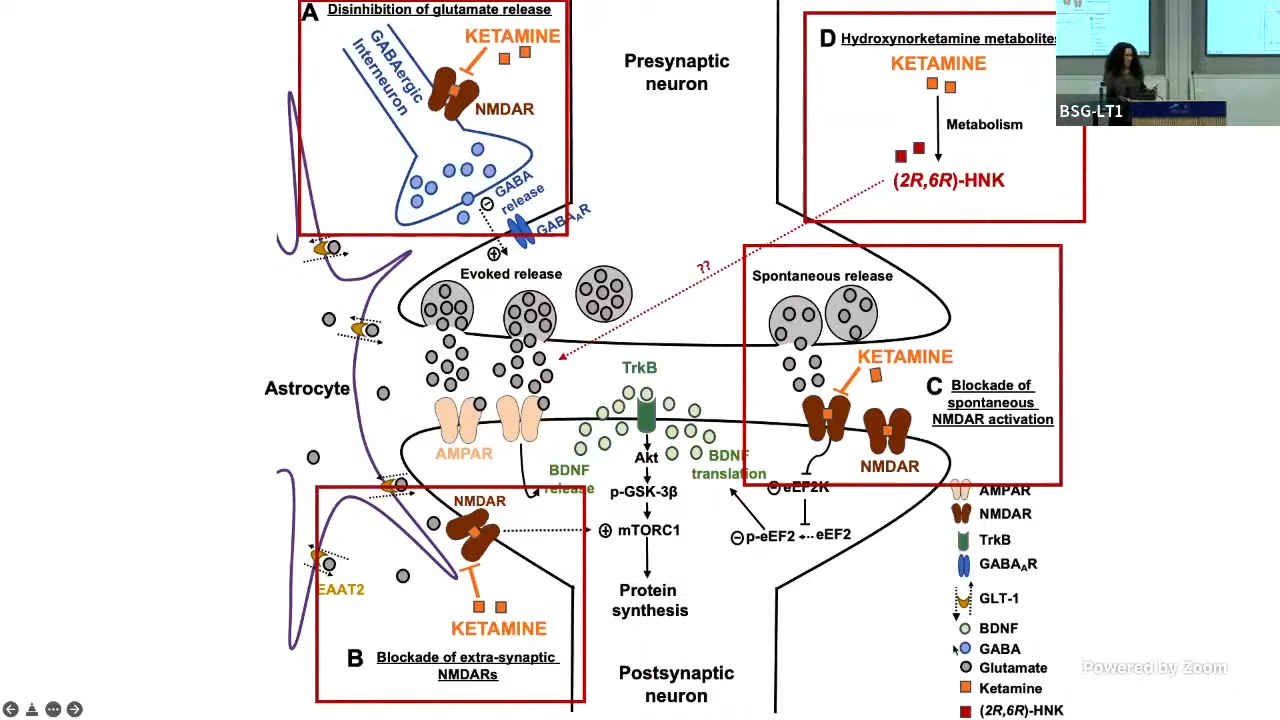 A
Disinhibition of glutamate release
KETAMINE
GABAergic
Interneuron
NMDAR
GABA
release
GABA_AR
Presynaptic
neuron
D
Hydroxynorketamine metabolites
KETAMINE
Metabolism
(2R,6R)-HNK
BSG-LT1
??
Evoked release
Spontaneous release
KETAMINE
C
Blockade of
spontaneous
NMDAR activation
Astrocyte
TrkB
AMPAR
NMDAR
BDNF
release
BDNF
translation
Akt
p-GSK-3β
mTORC1
eEF2K
p-eEF2
eEF2
Protein
synthesis
NMDAR
EAAT2
KETAMINE
B
Blockade of extra-synaptic
NMDARs
Postsynaptic
neuron
AMPAR
NMDAR
TrkB
GABA_AR
GLT-1
BDNF
GABA
Glutamate
Ketamine
(2R,6R)-HNK
Powered by Zoom